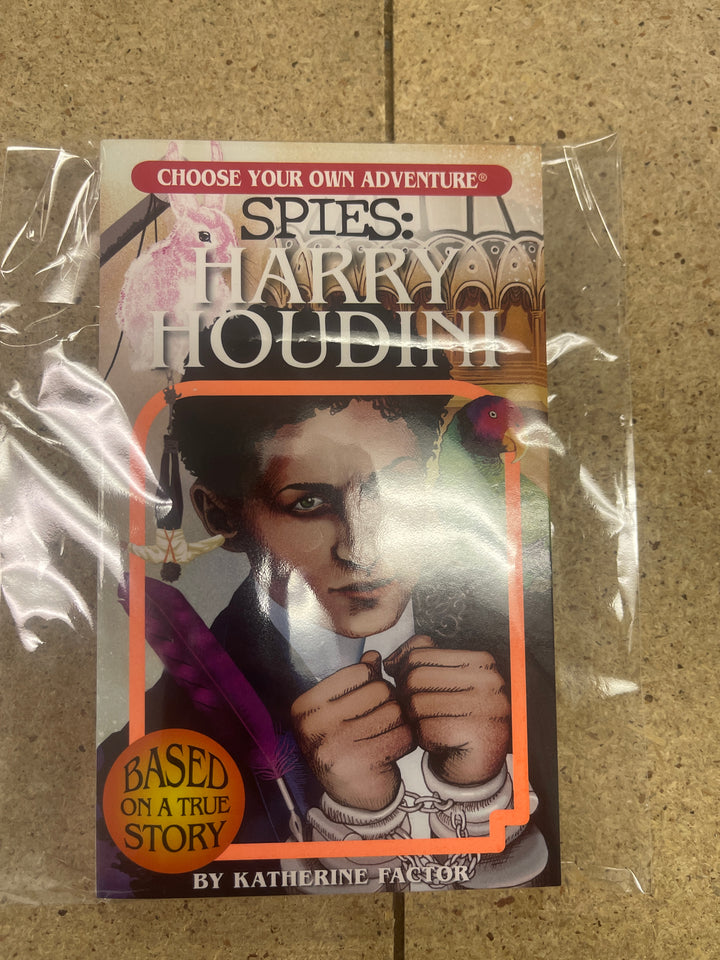 CHOOSE YOUR OWN ADVENTURE®
SPIES:
HARRY
HOUDINI
BASED
ON A TRUE
STORY
BY KATHERINE FACTOR